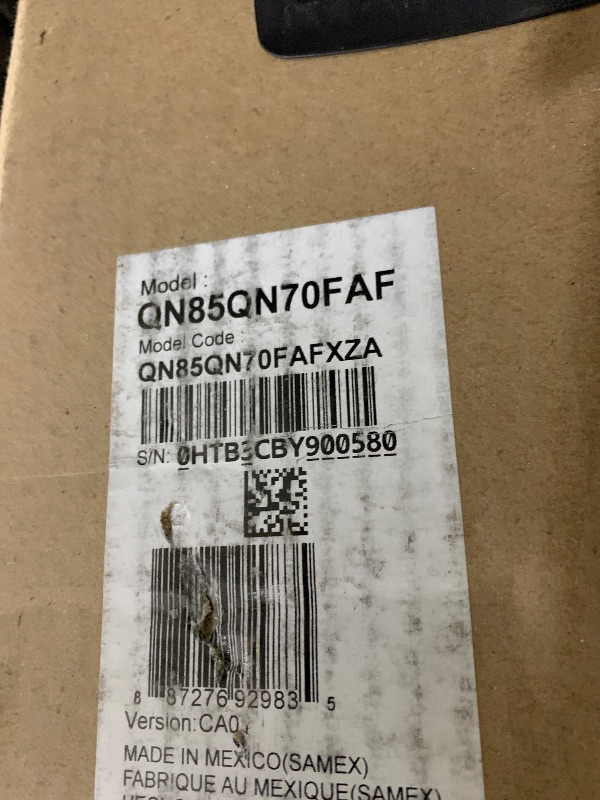 Model :
QN85QN70FAF
Model Code :
QN85QN70FAFXZA
S/N: 0HTB3CBY900580
8 87276 92983 5
Version:CA0
MADE IN MEXICO(SAMEX)
FABRIQUE AU MEXIQUE(SAMEX)